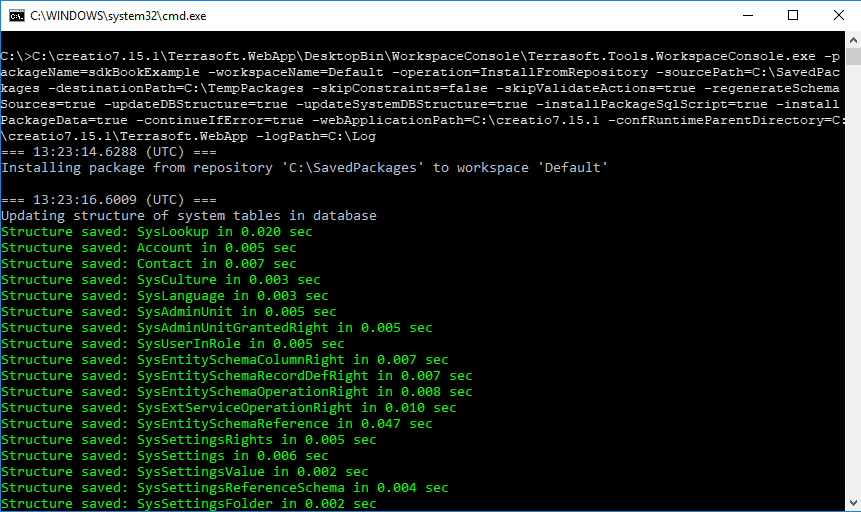 C:\WINDOWS\system32\cmd.exe
C:\>C:\creatio7.15.1\Terrasoft.WebApp\DesktopBin\WorkspaceConsole\Terrasoft.Tools.WorkspaceConsole.exe -p
ackageName=sdkBookExample -workspaceName=Default -operation=InstallFromRepository -sourcePath=C:\SavedPac
kages -destinationPath=C:\TempPackages -skipConstraints=false -skipValidateActions=true -regenerateSchema
Sources=true -updateDBStructure=true -updateSystemDBStructure=true -installPackageSqlScript=true -install
PackageData=true -continueIfError=true -webApplicationPath=C:\creatio7.15.1 -confRuntimeParentDirectory=C:
\creatio7.15.1\Terrasoft.WebApp -logPath=C:\Log
=== 13:23:14.6288 (UTC) ===
Installing package from repository 'C:\SavedPackages' to workspace 'Default'
=== 13:23:16.6009 (UTC) ===
Updating structure of system tables in database
Structure saved: SysLookup in 0.020 sec
Structure saved: Account in 0.005 sec
Structure saved: Contact in 0.007 sec
Structure saved: SysCulture in 0.003 sec
Structure saved: SysLanguage in 0.003 sec
Structure saved: SysAdminUnit in 0.005 sec
Structure saved: SysAdminUnitGrantedRight in 0.005 sec
Structure saved: SysUserInRole in 0.005 sec
Structure saved: SysEntitySchemaColumnRight in 0.007 sec
Structure saved: SysEntitySchemaRecordDefRight in 0.007 sec
Structure saved: SysEntitySchemaOperationRight in 0.008 sec
Structure saved: SysExtServiceOperationRight in 0.010 sec
Structure saved: SysEntitySchemaReference in 0.047 sec
Structure saved: SysSettingsRights in 0.005 sec
Structure saved: SysSettings in 0.006 sec
Structure saved: SysSettingsValue in 0.002 sec
Structure saved: SysSettingsReferenceSchema in 0.004 sec
Structure saved: SysSettingsFolder in 0.002 sec